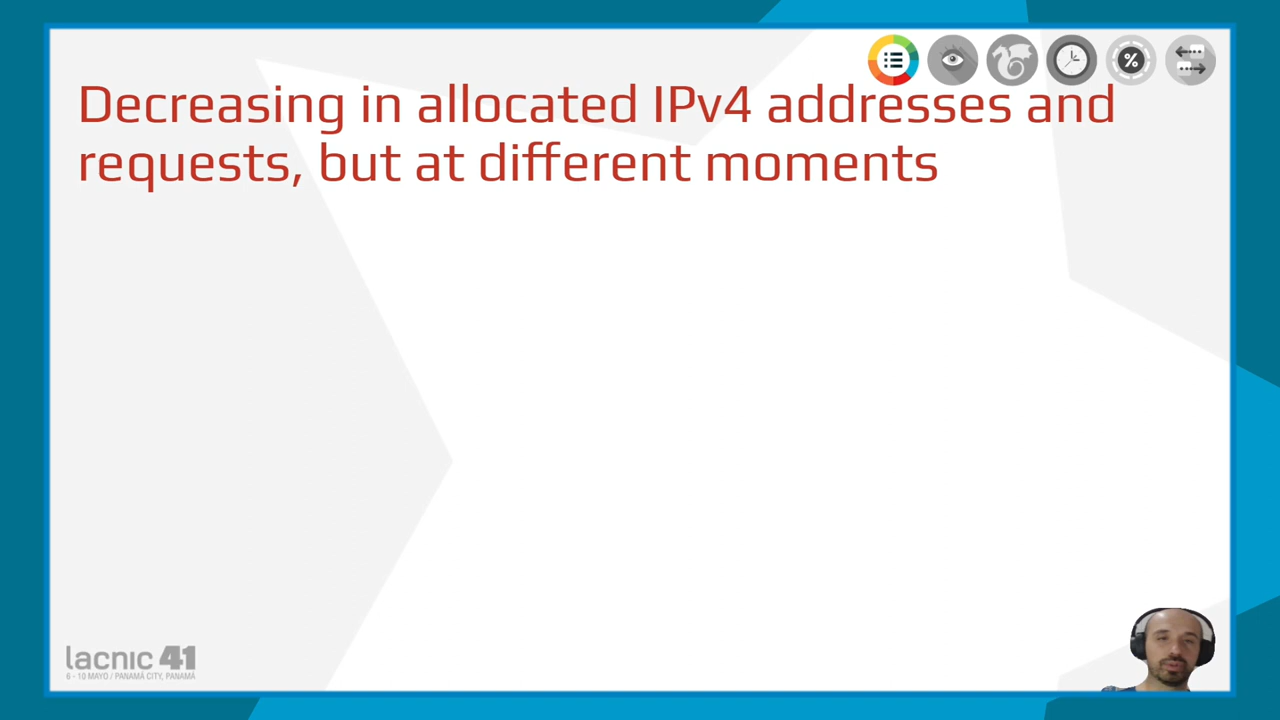 Decreasing in allocated IPv4 addresses and
requests, but at different moments
%
lacnic 41
6 - 10 MAYO / PANAMÁ CITY, PANAMÁ